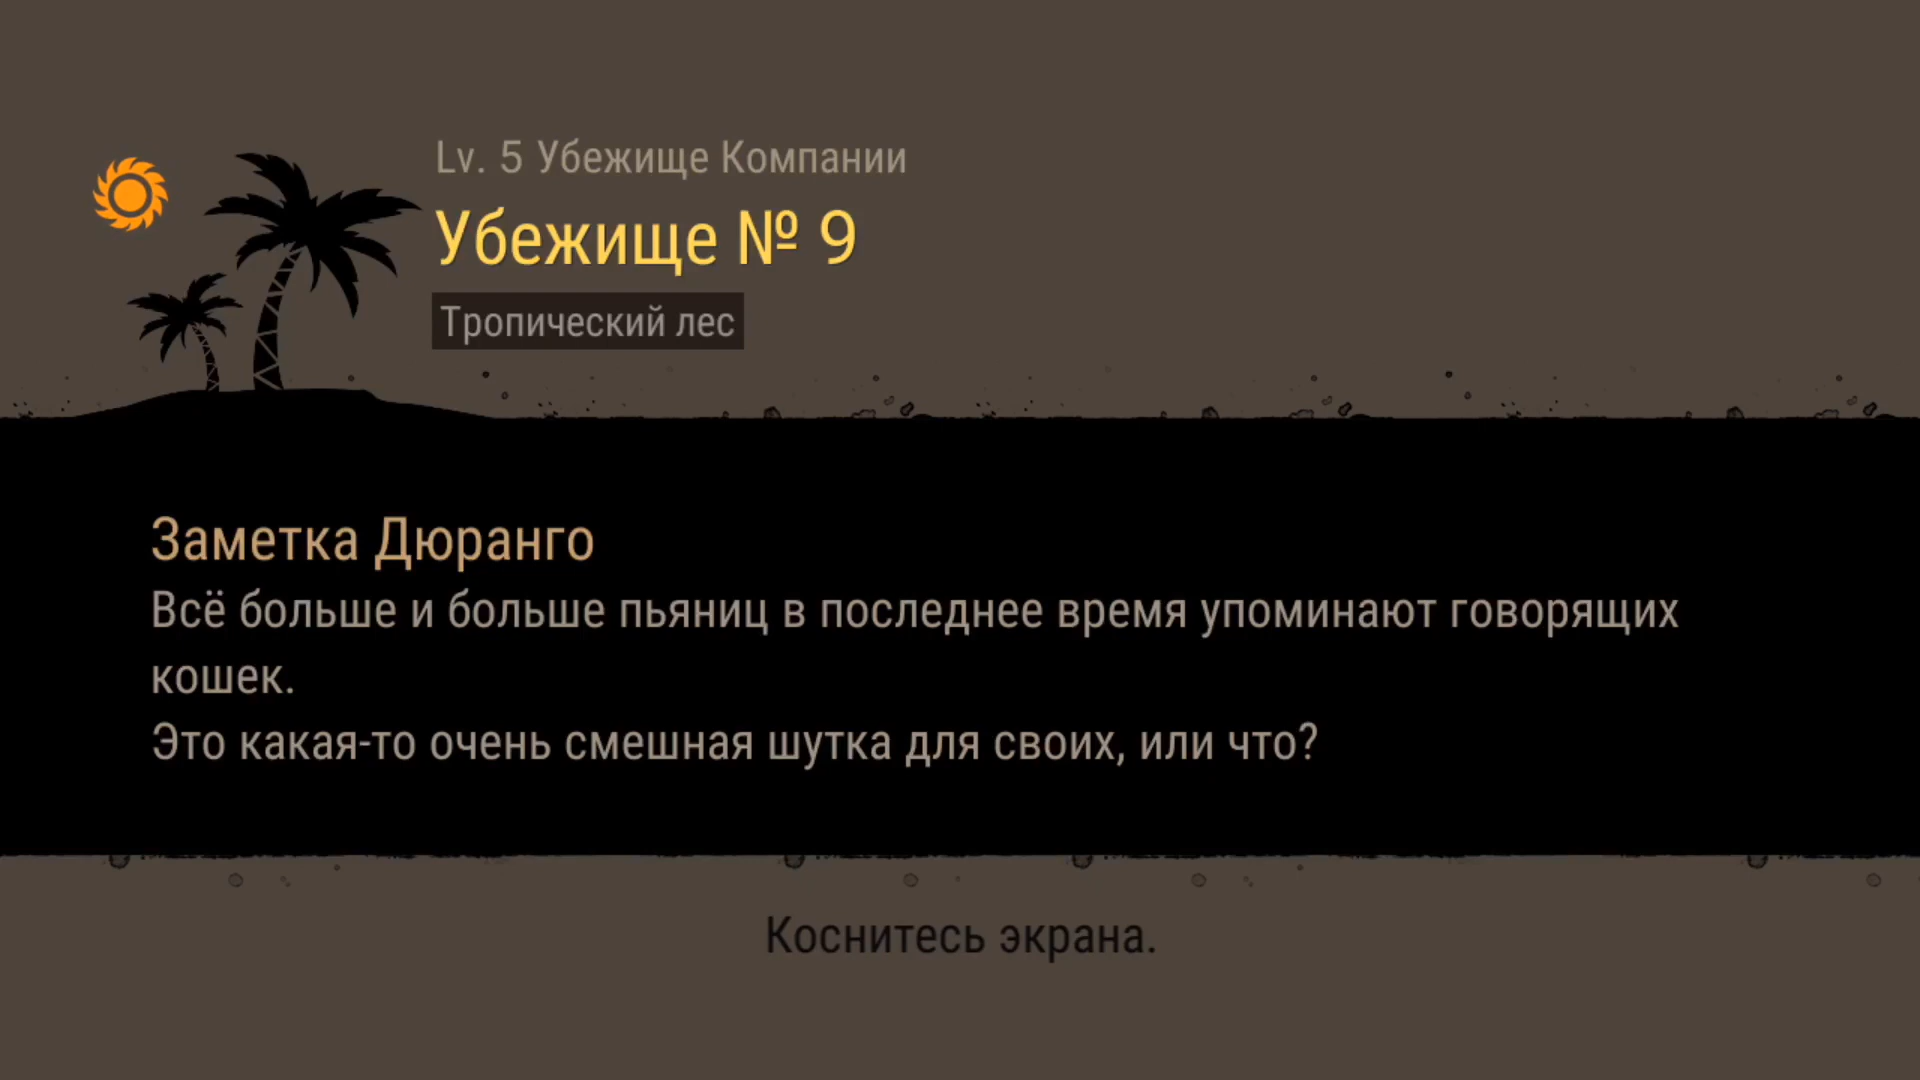 Lv. 5 Убежище Компании
Убежище № 9
Тропический лес
Заметка Дюранго
Всё больше и больше пьяниц в последнее время упоминают говорящих
кошек.
Это какая-то очень смешная шутка для своих, или что?
Коснитесь экрана.